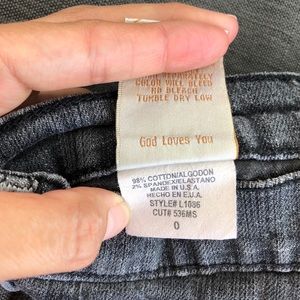 SEPARATELY
COLOR WILL BLEED
NO BLEACH
TUMBLE DRY LOW
God Loves You
98% COTTON/ALGODON
2% SPANDEX/ELASTANO
MADE IN U.S.A.
HECHO EN E.U.A.
STYLE# L1086
CUT# 536MS
0